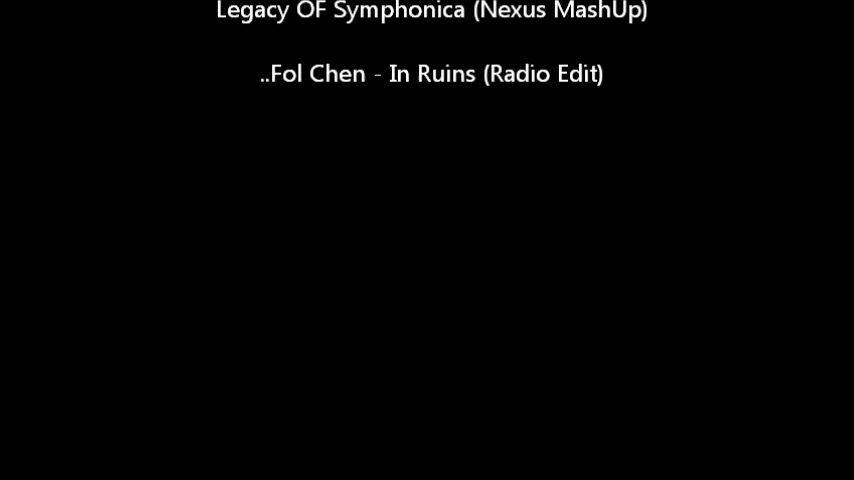 Legacy OF Symphonica (Nexus MashUp)
..Fol Chen - In Ruins (Radio Edit)